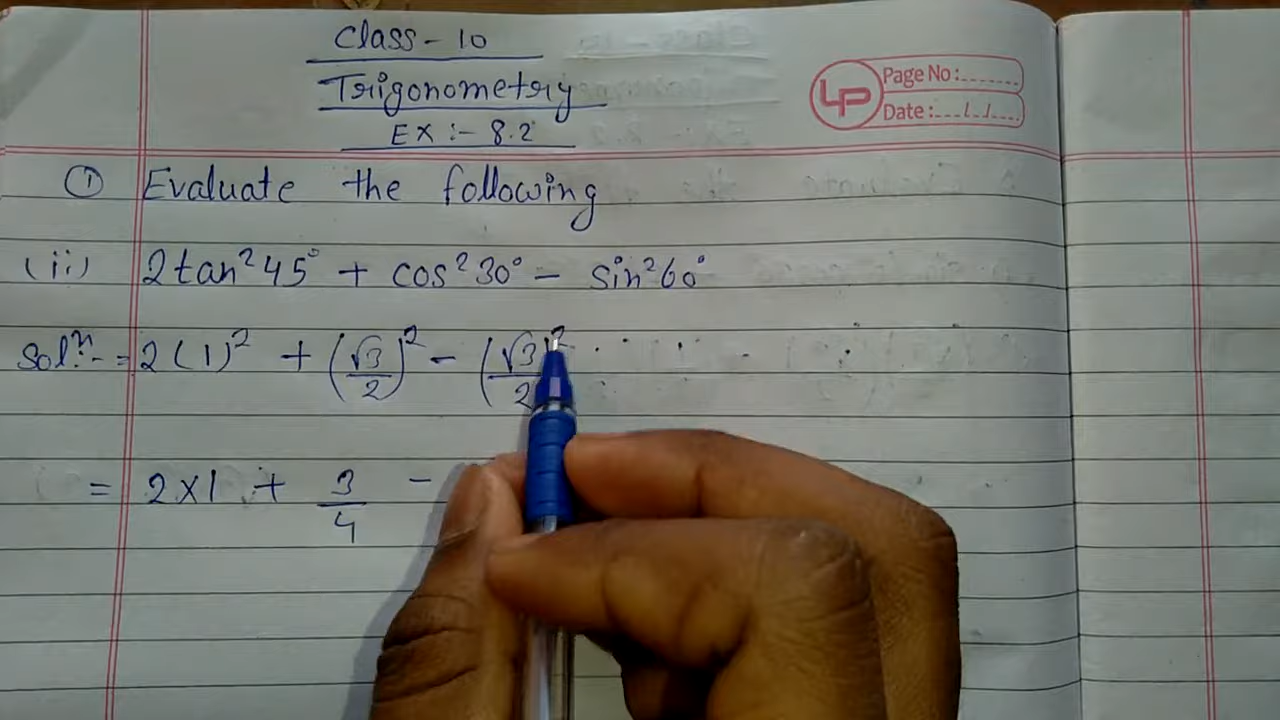 Class - 10
Trigonometry
EX :- 8.2
LP Page No :.......
Date :..../../....
① Evaluate the following
(ii) 2tan²45° + cos²30° - sin²60°
Solⁿ:- = 2(1)² + (√3/2)² - (√3/2)²
= 2×1 + 3/4 -